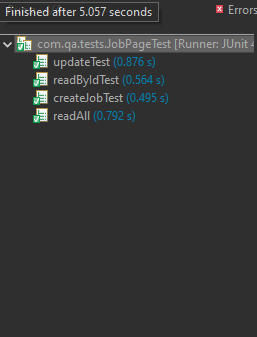 Finished after 5.057 seconds
Errors
com.qa.tests.JobPageTest [Runner: JUnit 4
updateTest (0.876 s)
readByIdTest (0.564 s)
createJobTest (0.495 s)
readAll (0.792 s)